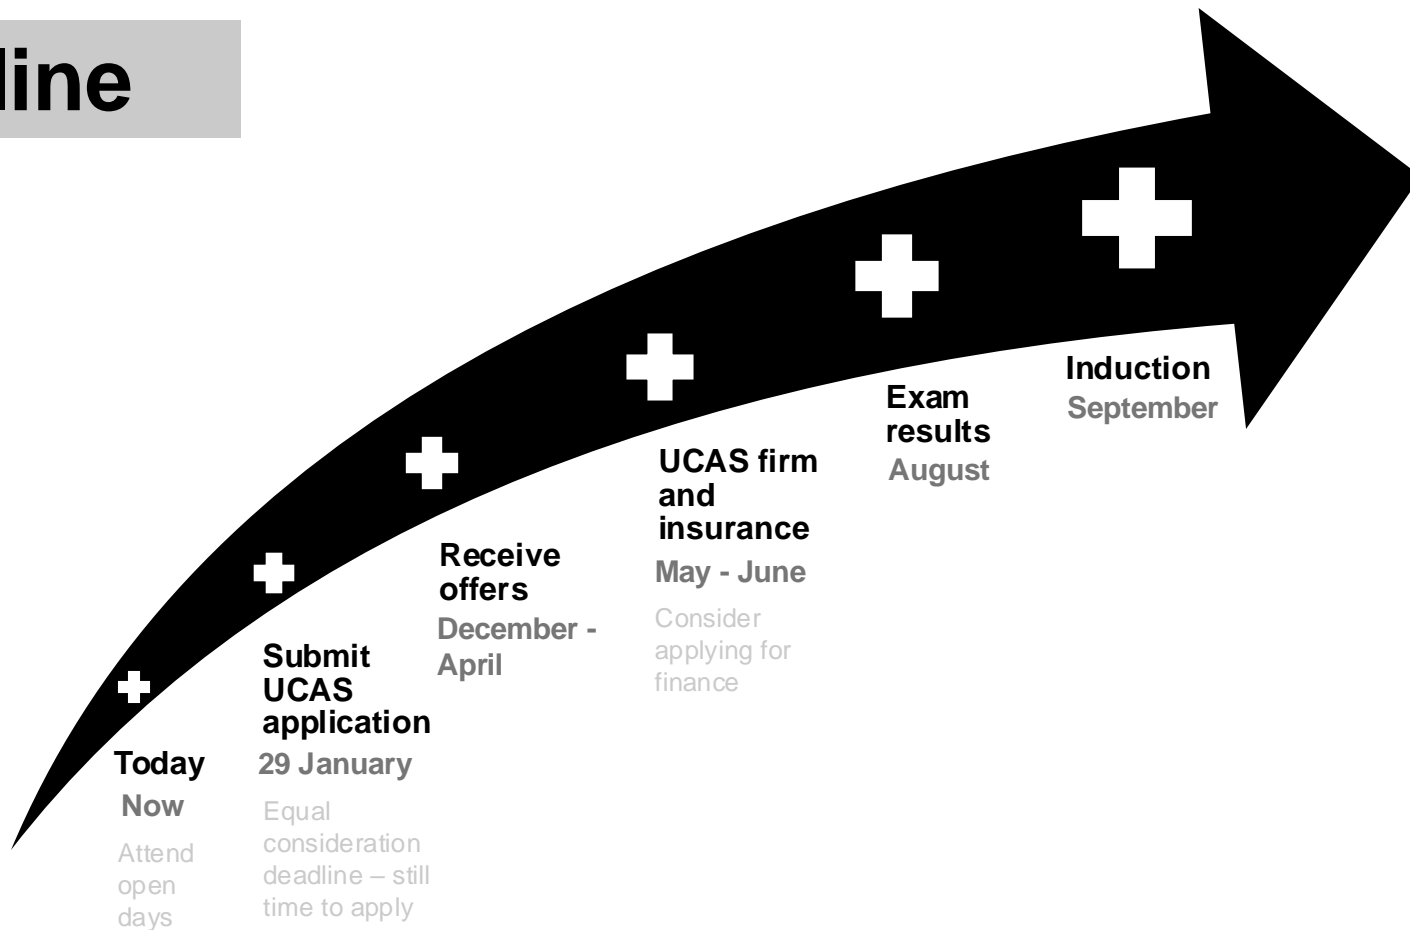 line
Today
Now
Attend
open
days
Submit
UCAS
application
29 January
Equal
consideration
deadline – still
time to apply
Receive
offers
December -
April
UCAS firm
and
insurance
May - June
Consider
applying for
finance
Exam
results
August
Induction
September